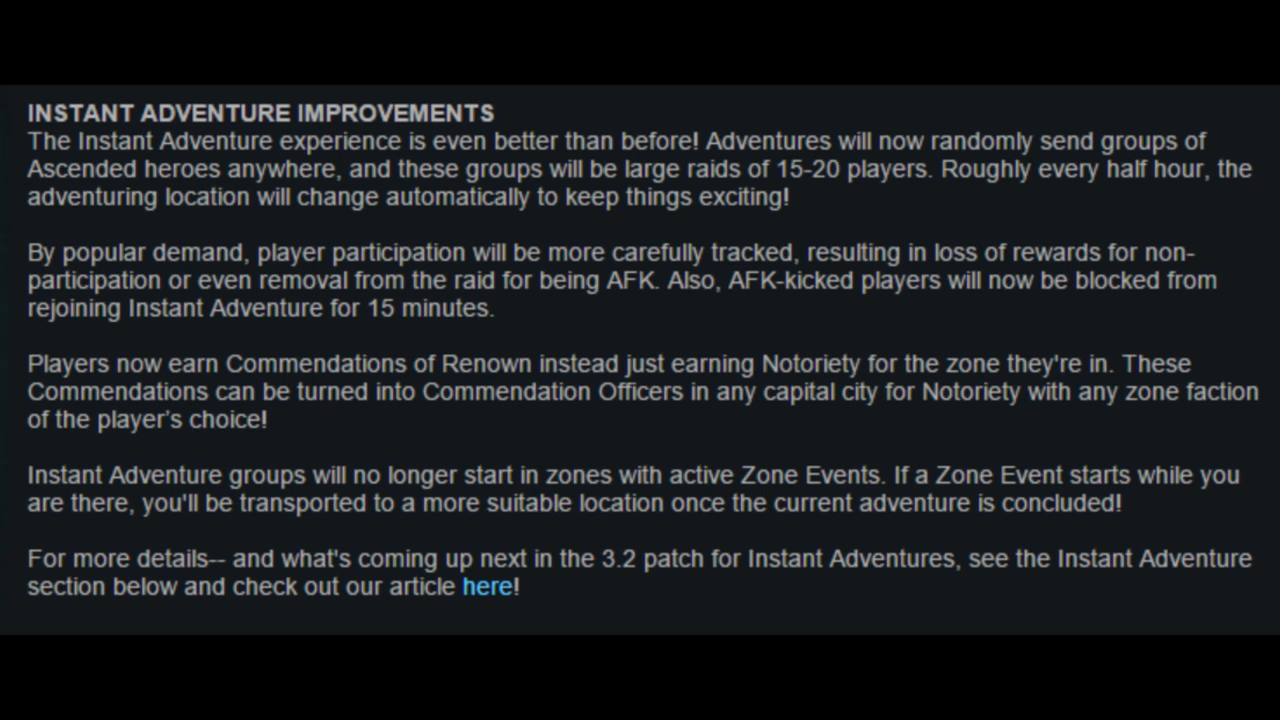 INSTANT ADVENTURE IMPROVEMENTS
The Instant Adventure experience is even better than before! Adventures will now randomly send groups of
Ascended heroes anywhere, and these groups will be large raids of 15-20 players. Roughly every half hour, the
adventuring location will change automatically to keep things exciting!
By popular demand, player participation will be more carefully tracked, resulting in loss of rewards for non-
participation or even removal from the raid for being AFK. Also, AFK-kicked players will now be blocked from
rejoining Instant Adventure for 15 minutes.
Players now earn Commendations of Renown instead just earning Notoriety for the zone they're in. These
Commendations can be turned into Commendation Officers in any capital city for Notoriety with any zone faction
of the player's choice!
Instant Adventure groups will no longer start in zones with active Zone Events. If a Zone Event starts while you
are there, you'll be transported to a more suitable location once the current adventure is concluded!
For more details-- and what's coming up next in the 3.2 patch for Instant Adventures, see the Instant Adventure
section below and check out our article here!